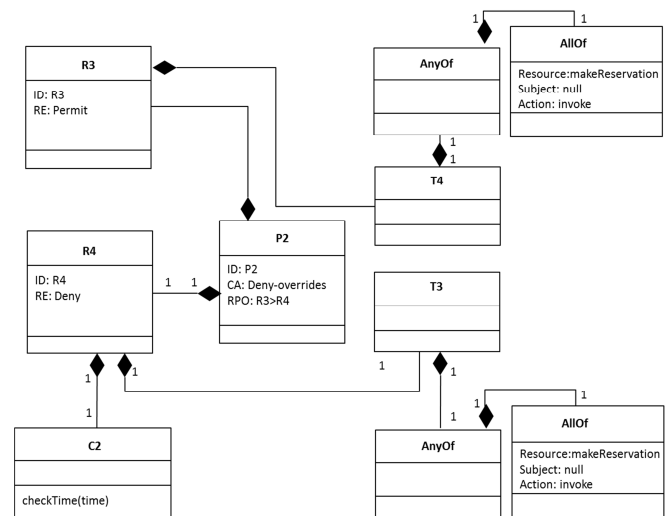 R3
ID: R3
RE: Permit
AnyOf
1
1
AllOf
Resource:makeReservation
Subject: null
Action: invoke
1
1
T4
R4
ID: R4
RE: Deny
1
1
P2
ID: P2
CA: Deny-overrides
RPO: R3>R4
T3
1
1
1
1
1
1
C2
checkTime(time)
AnyOf
1
1
AllOf
Resource:makeReservation
Subject: null
Action: invoke